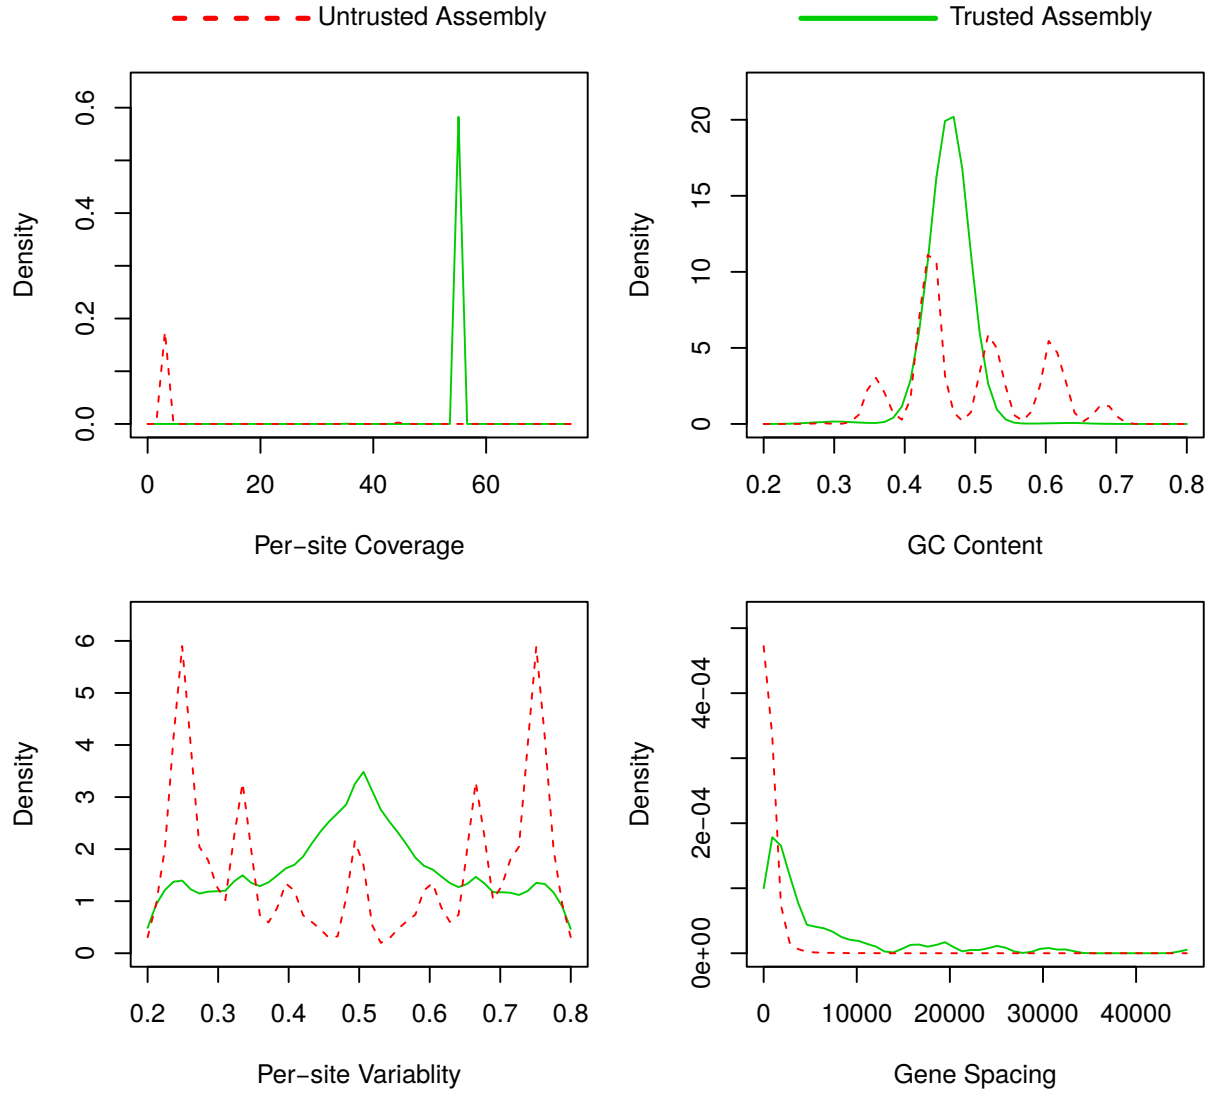 Untrusted Assembly
Trusted Assembly
Density
0.0 0.2 0.4 0.6
0 20 40 60
Per−site Coverage
Density
0 5 10 15 20
0.2 0.3 0.4 0.5 0.6 0.7 0.8
GC Content
Density
0 1 2 3 4 5 6
0.2 0.3 0.4 0.5 0.6 0.7 0.8
Per−site Variablity
Density
0e+00 2e−04 4e−04
0 10000 20000 30000 40000
Gene Spacing